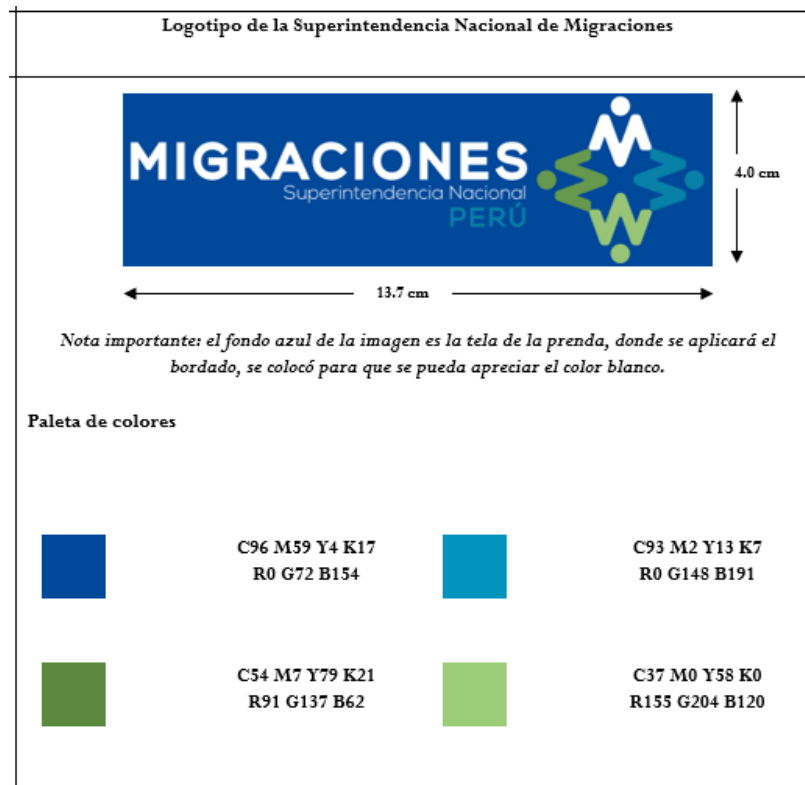 Logotipo de la Superintendencia Nacional de Migraciones
MIGRACIONES
Superintendencia Nacional
PERÚ
4.0 cm
13.7 cm
Nota importante: el fondo azul de la imagen es la tela de la prenda, donde se aplicará el
bordado, se colocó para que se pueda apreciar el color blanco.
Paleta de colores
C96 M59 Y4 K17
R0 G72 B154
C93 M2 Y13 K7
R0 G148 B191
C54 M7 Y79 K21
R91 G137 B62
C37 M0 Y58 K0
R155 G204 B120